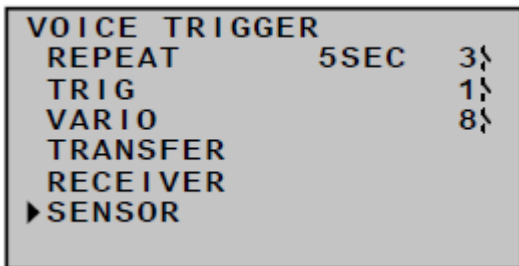 VOICE TRIGGER
REPEAT 5SEC 3
TRIG 1
VARIO 8
TRANSFER
RECEIVER
►SENSOR